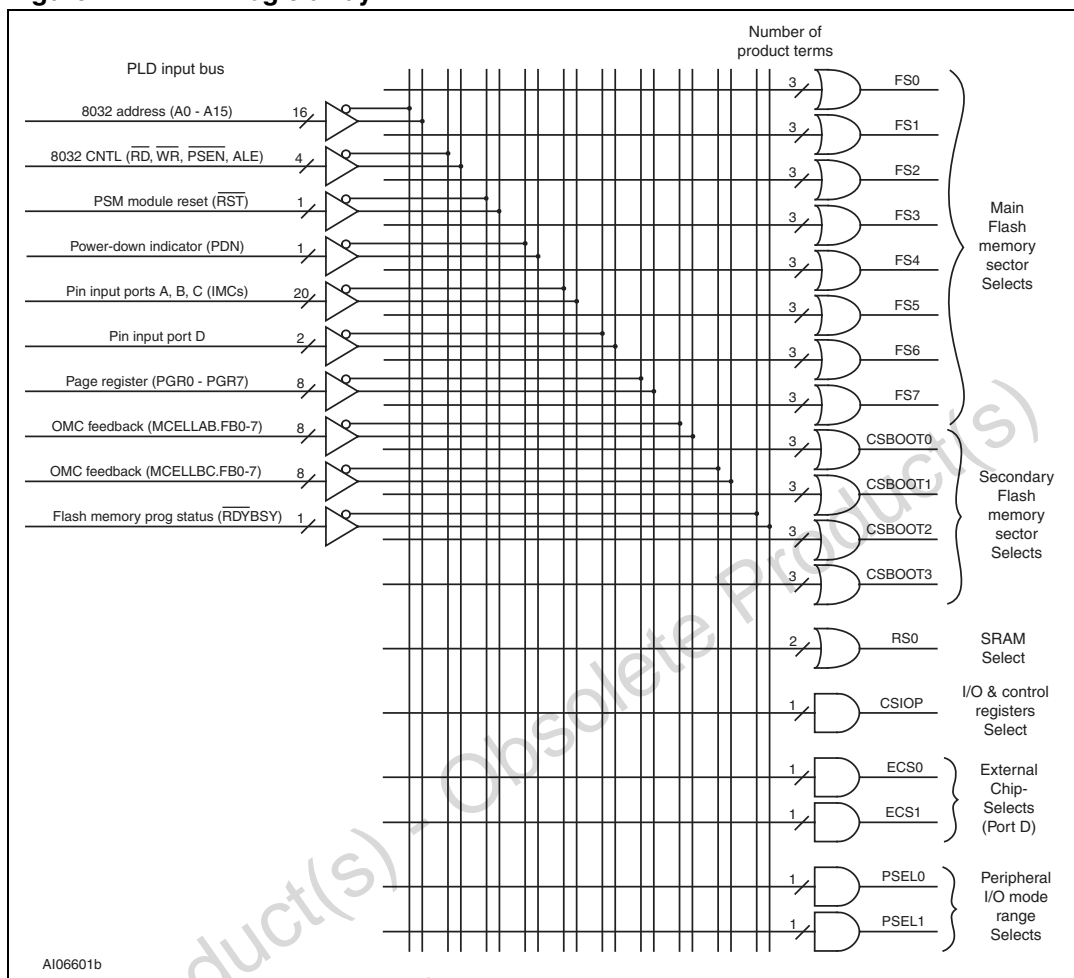 Number of
product terms
PLD input bus
8032 address (A0 - A15)
16
8032 CNTL (RD, WR, PSEN, ALE)
4
PSM module reset (RST)
1
Power-down indicator (PDN)
1
Pin input ports A, B, C (IMCs)
20
Pin input port D
2
Page register (PGR0 - PGR7)
8
OMC feedback (MCELLAB.FB0-7)
8
OMC feedback (MCELLBC.FB0-7)
8
Flash memory prog status (RDYBSY)
1
3
FS0
3
FS1
3
FS2
3
FS3
3
FS4
3
FS5
3
FS6
3
FS7
Main
Flash
memory
sector
Selects
3
CSBOOT0
3
CSBOOT1
3
CSBOOT2
3
CSBOOT3
Secondary
Flash
memory
sector
Selects
2
RS0
SRAM
Select
1
CSIOP
I/O & control
registers
Select
1
ECS0
1
ECS1
External
Chip-
Selects
(Port D)
1
PSEL0
1
PSEL1
Peripheral
I/O mode
range
Selects
AI06601b
duct(s) - Obsolete Product(s)